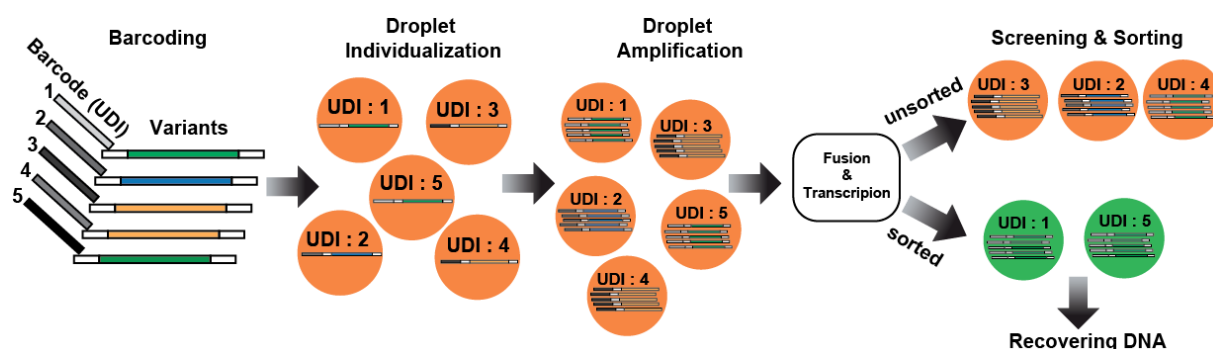 Barcoding
Barcode (UDI)
1
2
3
4
5
Variants
Droplet
Individualization
UDI : 1
UDI : 3
UDI : 5
UDI : 2
UDI : 4
Droplet
Amplification
UDI : 1
UDI : 3
UDI : 2
UDI : 5
UDI : 4
Fusion
&
Transcripion
unsorted
sorted
Screening & Sorting
UDI : 3
UDI : 2
UDI : 4
UDI : 1
UDI : 5
Recovering DNA